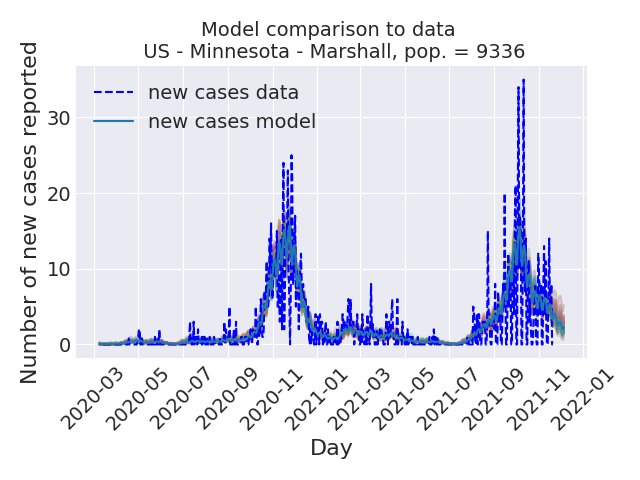 Model comparison to data
US - Minnesota - Marshall, pop. = 9336
Number of new cases reported
30
20
10
0
new cases data
new cases model
2020-03
2020-05
2020-07
2020-09
2020-11
2021-01
2021-03
2021-05
2021-07
2021-09
2021-11
2022-01
Day